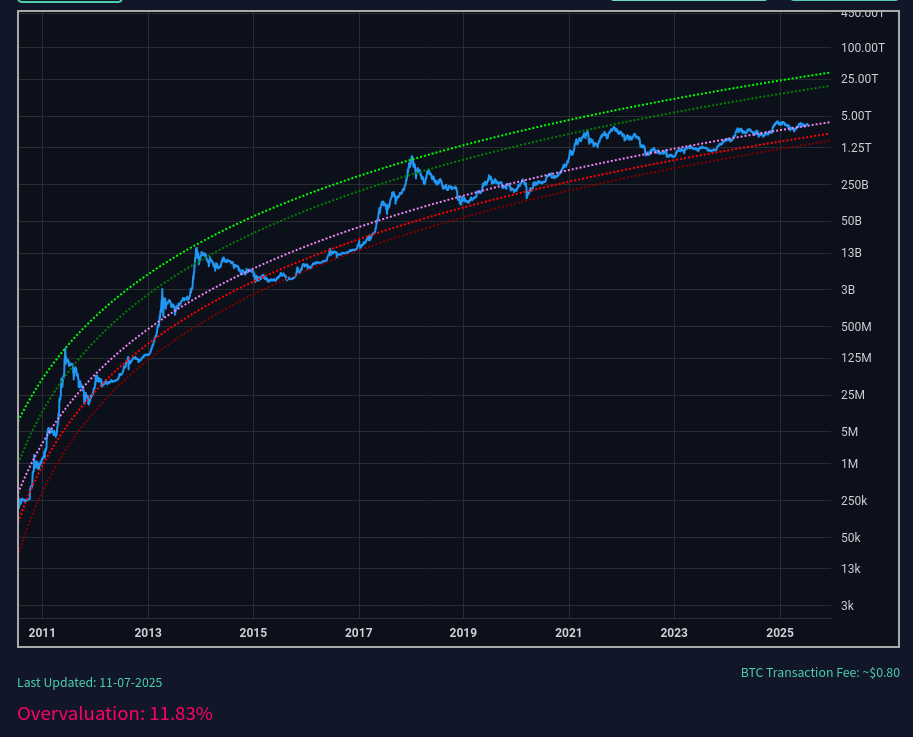 450.00T
100.00T
25.00T
5.00T
1.25T
250B
50B
13B
3B
500M
125M
25M
5M
1M
250k
50k
13k
3k
2011 2013 2015 2017 2019 2021 2023 2025
BTC Transaction Fee: ~$0.80
Last Updated: 11-07-2025
Overvaluation: 11.83%